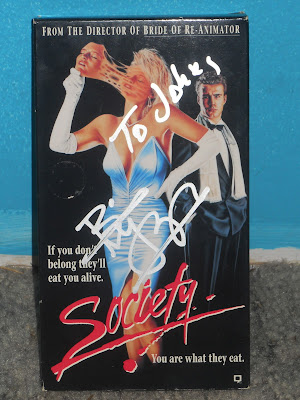 FROM THE DIRECTOR OF BRIDE OF RE-ANIMATOR
To
If you don't
belong they'll
eat you alive.
Society
You are what they eat.